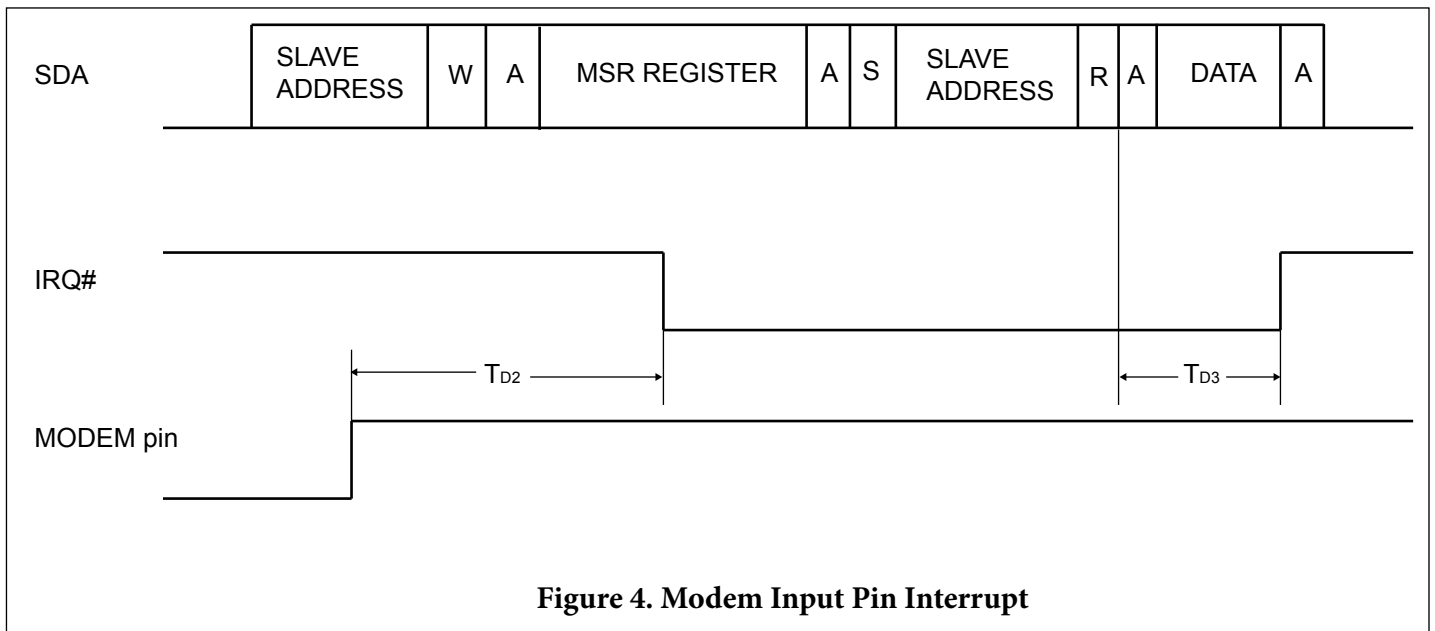 SDA
SLAVE
ADDRESS
W
A
MSR REGISTER
A
S
SLAVE
ADDRESS
R
A
DATA
A
IRQ#
TD2
TD3
MODEM pin
Figure 4. Modem Input Pin Interrupt